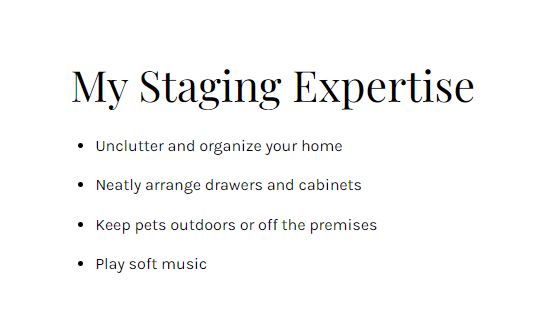 My Staging Expertise
• Unclutter and organize your home
• Neatly arrange drawers and cabinets
• Keep pets outdoors or off the premises
• Play soft music